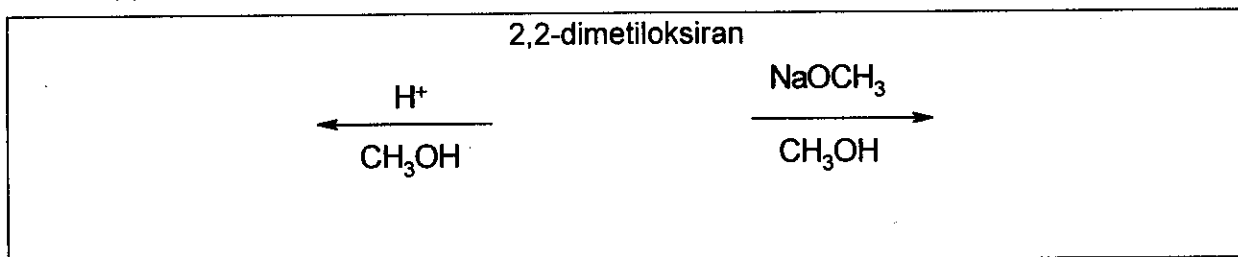 2,2-dimetiloksiran
H⁺
CH₃OH
NaOCH₃
CH₃OH